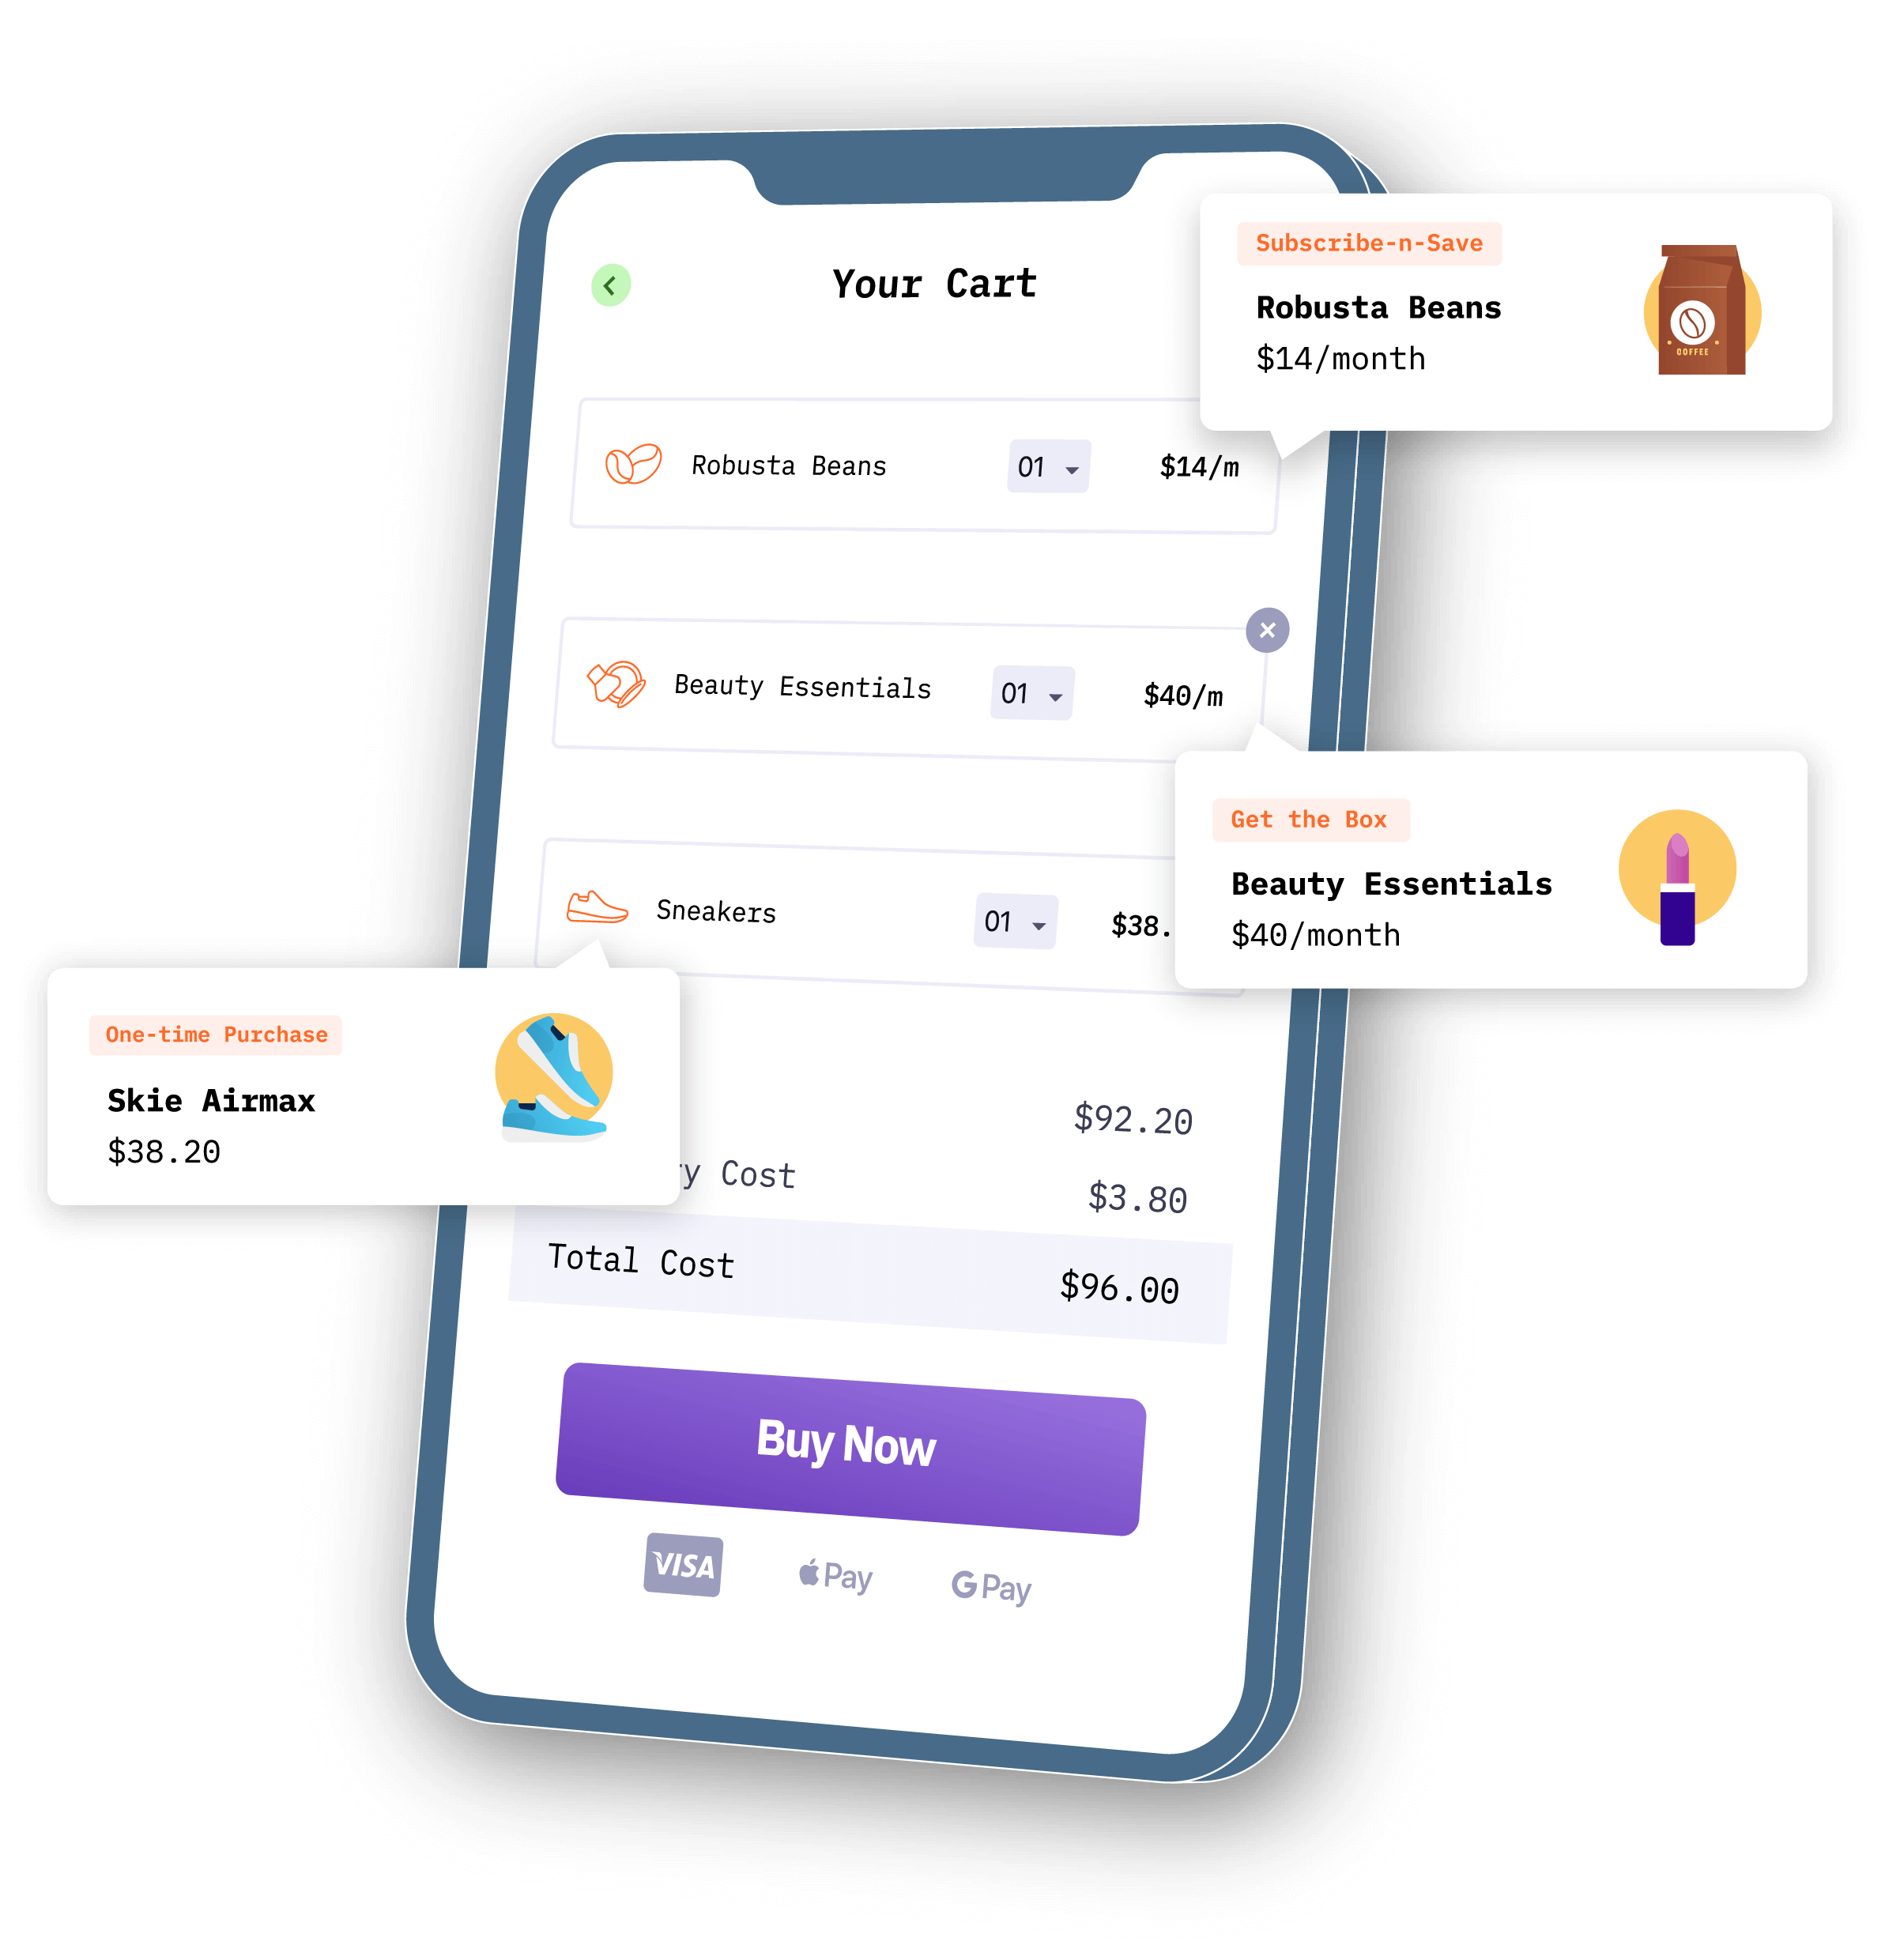 Your Cart
Subscribe-n-Save
Robusta Beans
$14/month
COFFEE
Robusta Beans 01 $14/m
Beauty Essentials 01 $40/m
Get the Box
Beauty Essentials
$40/month
Sneakers 01 $38.
One-time Purchase
Skie Airmax
$38.20
$92.20
Cost $3.80
Total Cost $96.00
Buy Now
VISA Pay G Pay